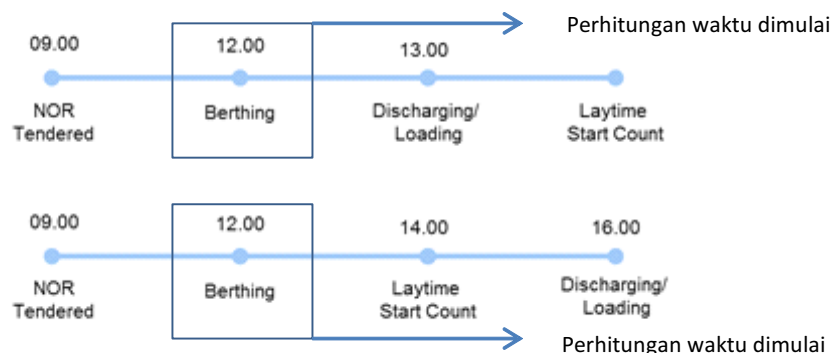 Perhitungan waktu dimulai
09.00
12.00
13.00
NOR
Tendered
Berthing
Discharging/
Loading
Laytime
Start Count
09.00
12.00
14.00
16.00
NOR
Tendered
Berthing
Laytime
Start Count
Discharging/
Loading
Perhitungan waktu dimulai